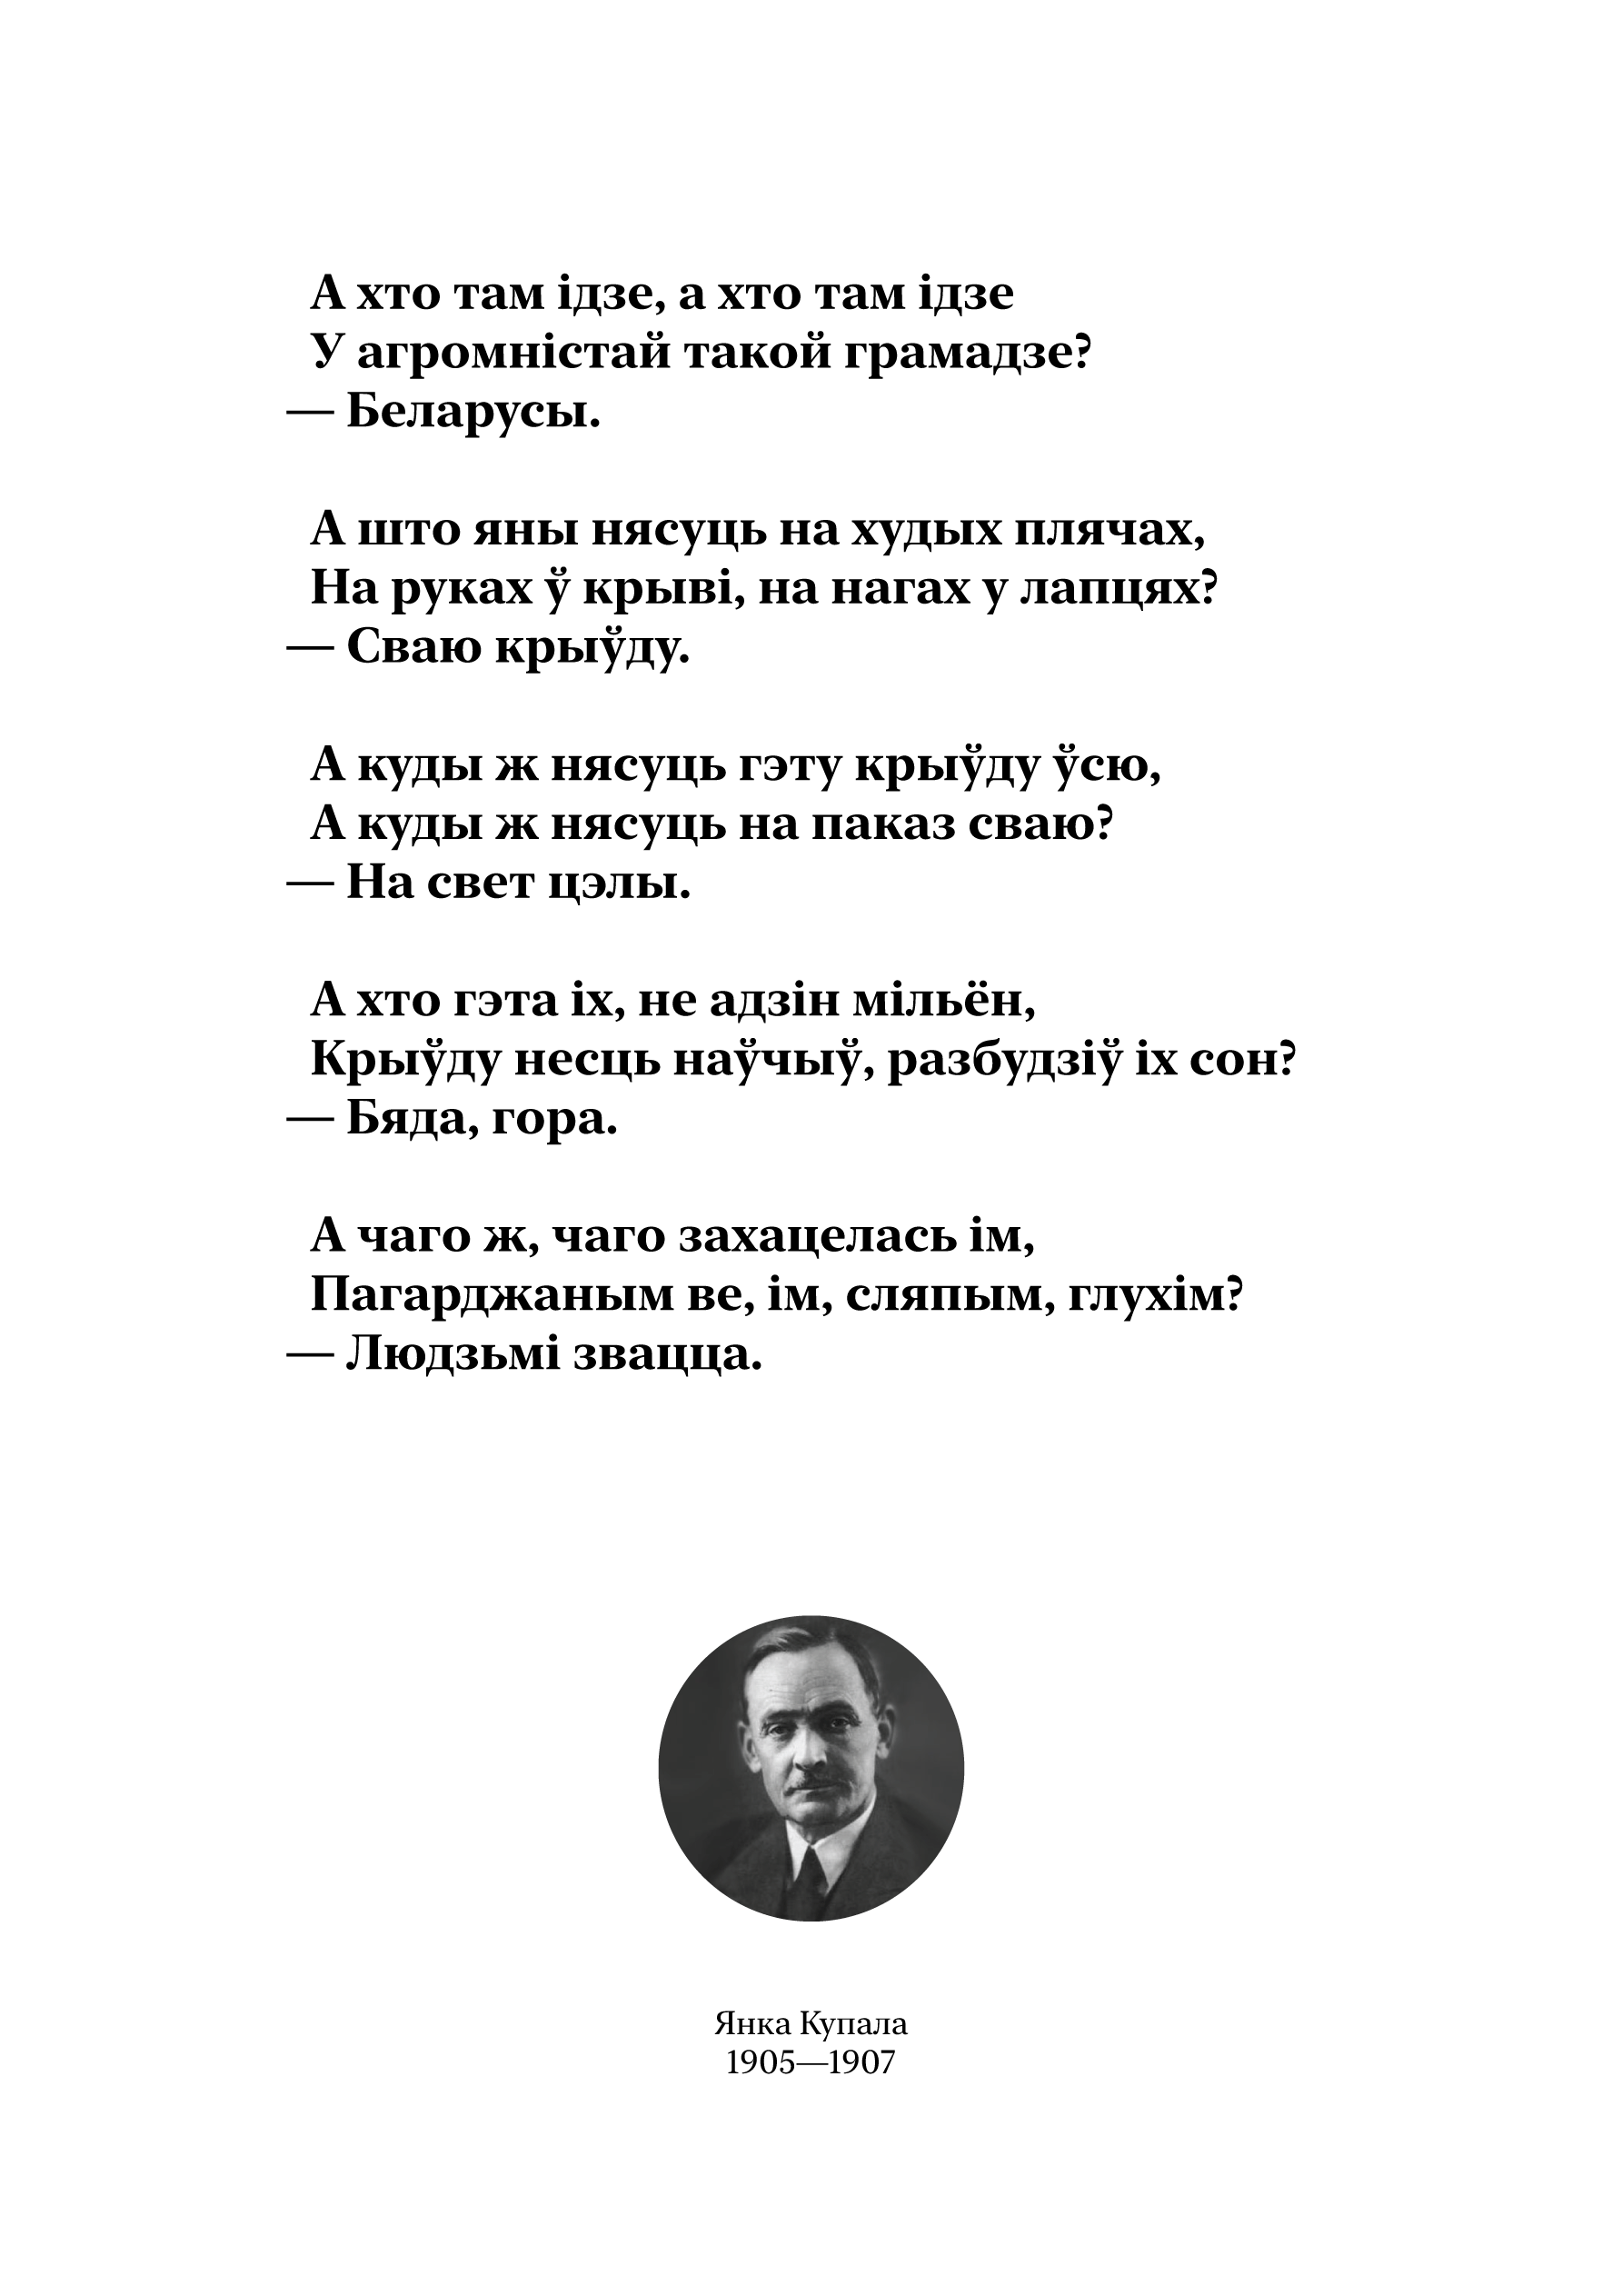 А хто там ідзе, а хто там ідзе
У агромністай такой грамадзе?
— Беларусы.

А што яны нясуць на худых плячах,
На руках ў крыві, на нагах у лапцях?
— Сваю крыўду.

А куды ж нясуць гэту крыўду ўсю,
А куды ж нясуць на паказ сваю?
— На свет цэлы.

А хто гэта іх, не адзін мільён,
Крыўду несць наўчыў, разбудзіў іх сон?
— Бяда, гора.

А чаго ж, чаго захацелась ім,
Пагарджаным ве, ім, сляпым, глухім?
— Людзьмі звацца.

Янка Купала
1905—1907